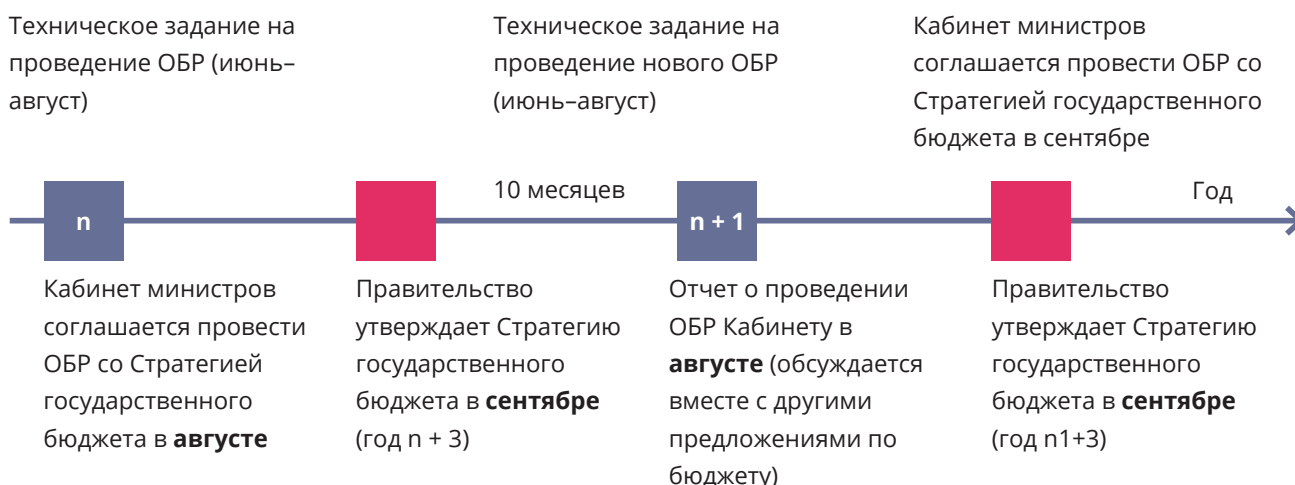 Техническое задание на
проведение ОБР (июнь–
август)
Техническое задание на
проведение нового ОБР
(июнь–август)
Кабинет министров
соглашается провести ОБР со
Стратегией государственного
бюджета в сентябре
10 месяцев
Год
n
n + 1
Кабинет министров
соглашается провести
ОБР со Стратегией
государственного
бюджета в августе
Правительство
утверждает Стратегию
государственного
бюджета в сентябре
(год n + 3)
Отчет о проведении
ОБР Кабинету в
августе (обсуждается
вместе с другими
предложениями по
бюджету)
Правительство
утверждает Стратегию
государственного
бюджета в сентябре
(год n1+3)